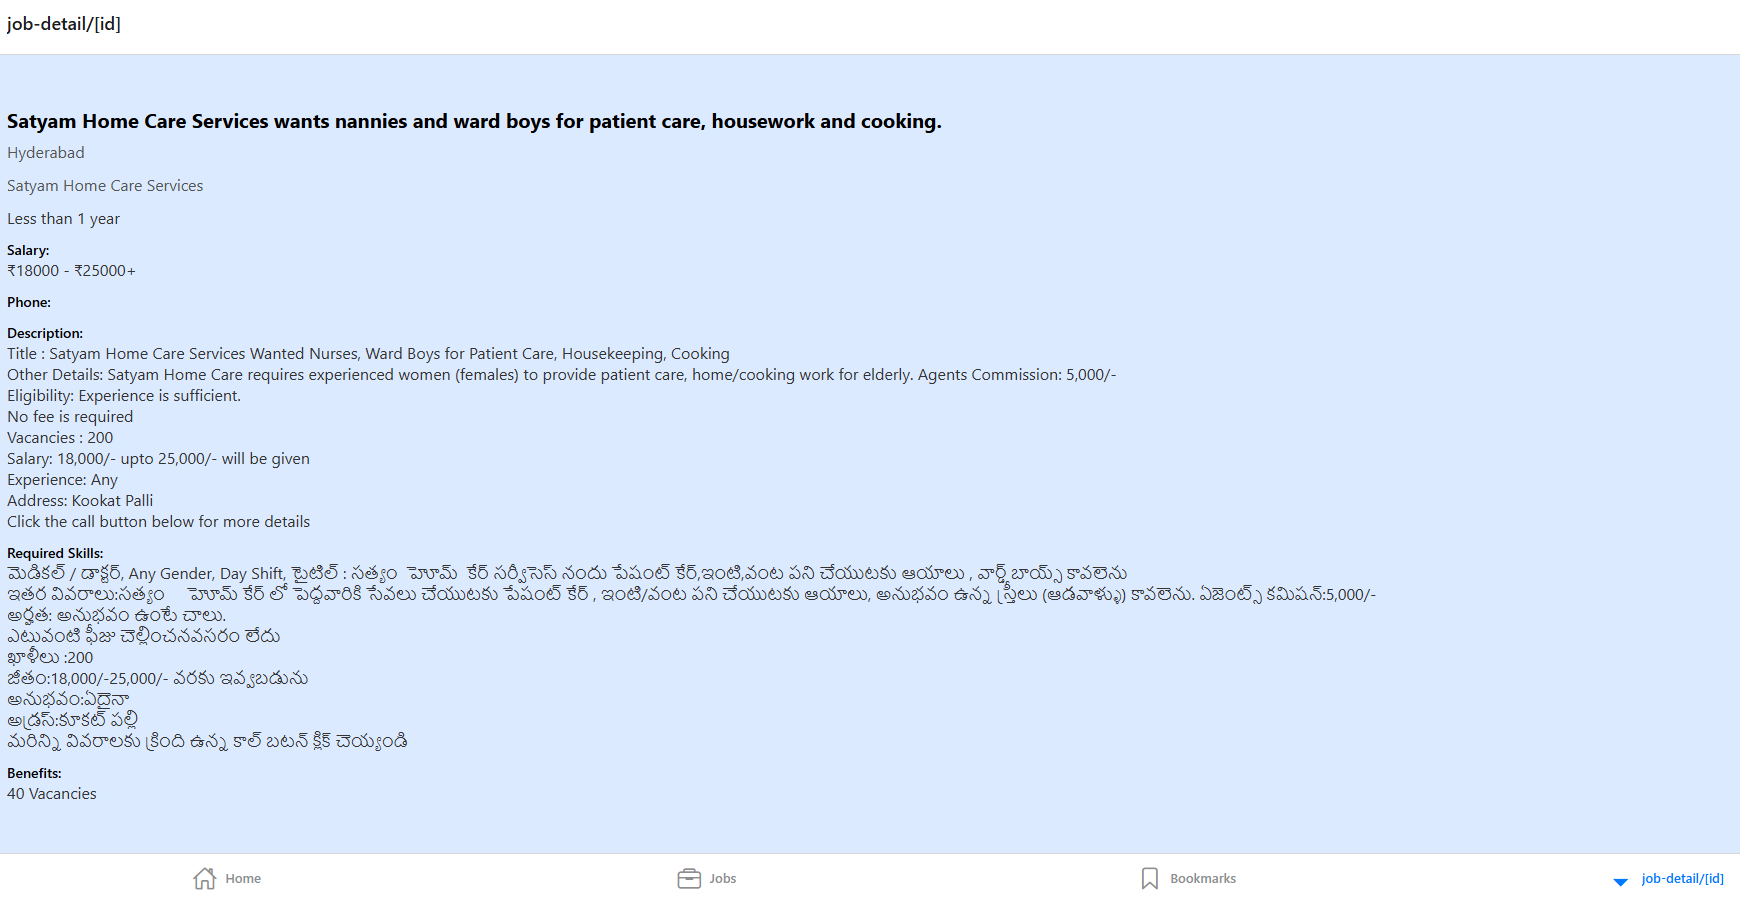 job-detail/[id]
Satyam Home Care Services wants nannies and ward boys for patient care, housework and cooking.
Hyderabad
Satyam Home Care Services
Less than 1 year
Salary:
₹18000 - ₹25000+
Phone:
Description:
Title : Satyam Home Care Services Wanted Nurses, Ward Boys for Patient Care, Housekeeping, Cooking
Other Details: Satyam Home Care requires experienced women (females) to provide patient care, home/cooking work for elderly. Agents Commission: 5,000/-
Eligibility: Experience is sufficient.
No fee is required
Vacancies : 200
Salary: 18,000/- upto 25,000/- will be given
Experience: Any
Address: Kookat Palli
Click the call button below for more details
Required Skills:
మెడికల్ / డాక్టర్, Any Gender, Day Shift, టైటిల్ : సత్యం హెూమ్ కేర్ సర్వీసెస్ నందు పేషంట్ కేర్,ఇంటి,వంట పని చేయుటకు ఆయాలు , వార్డ్ బాయ్స్ కావలెను
ఇతర వివరాలు:సత్యం హెూమ్ కేర్ లో పెద్దవారికి సేవలు చేయుటకు పేషంట్ కేర్ , ఇంటి/వంట పని చేయుటకు ఆయాలు, అనుభవం ఉన్న స్త్రీలు (ఆడవాళ్ళు) కావలెను. ఏజెంట్స్ కమిషన్:5,000/-
అర్హత: అనుభవం ఉంటే చాలు.
ఎటువంటి ఫీజు చెల్లించనవసరం లేదు
ఖాళీలు :200
జీతం:18,000/-25,000/- వరకు ఇవ్వబడును
అనుభవం:ఏదైనా
అడ్రస్:కూకట్ పల్లి
మరిన్ని వివరాలకు క్రింది ఉన్న కాల్ బటన్ క్లిక్ చెయ్యండి
Benefits:
40 Vacancies
Home
Jobs
Bookmarks
job-detail/[id]